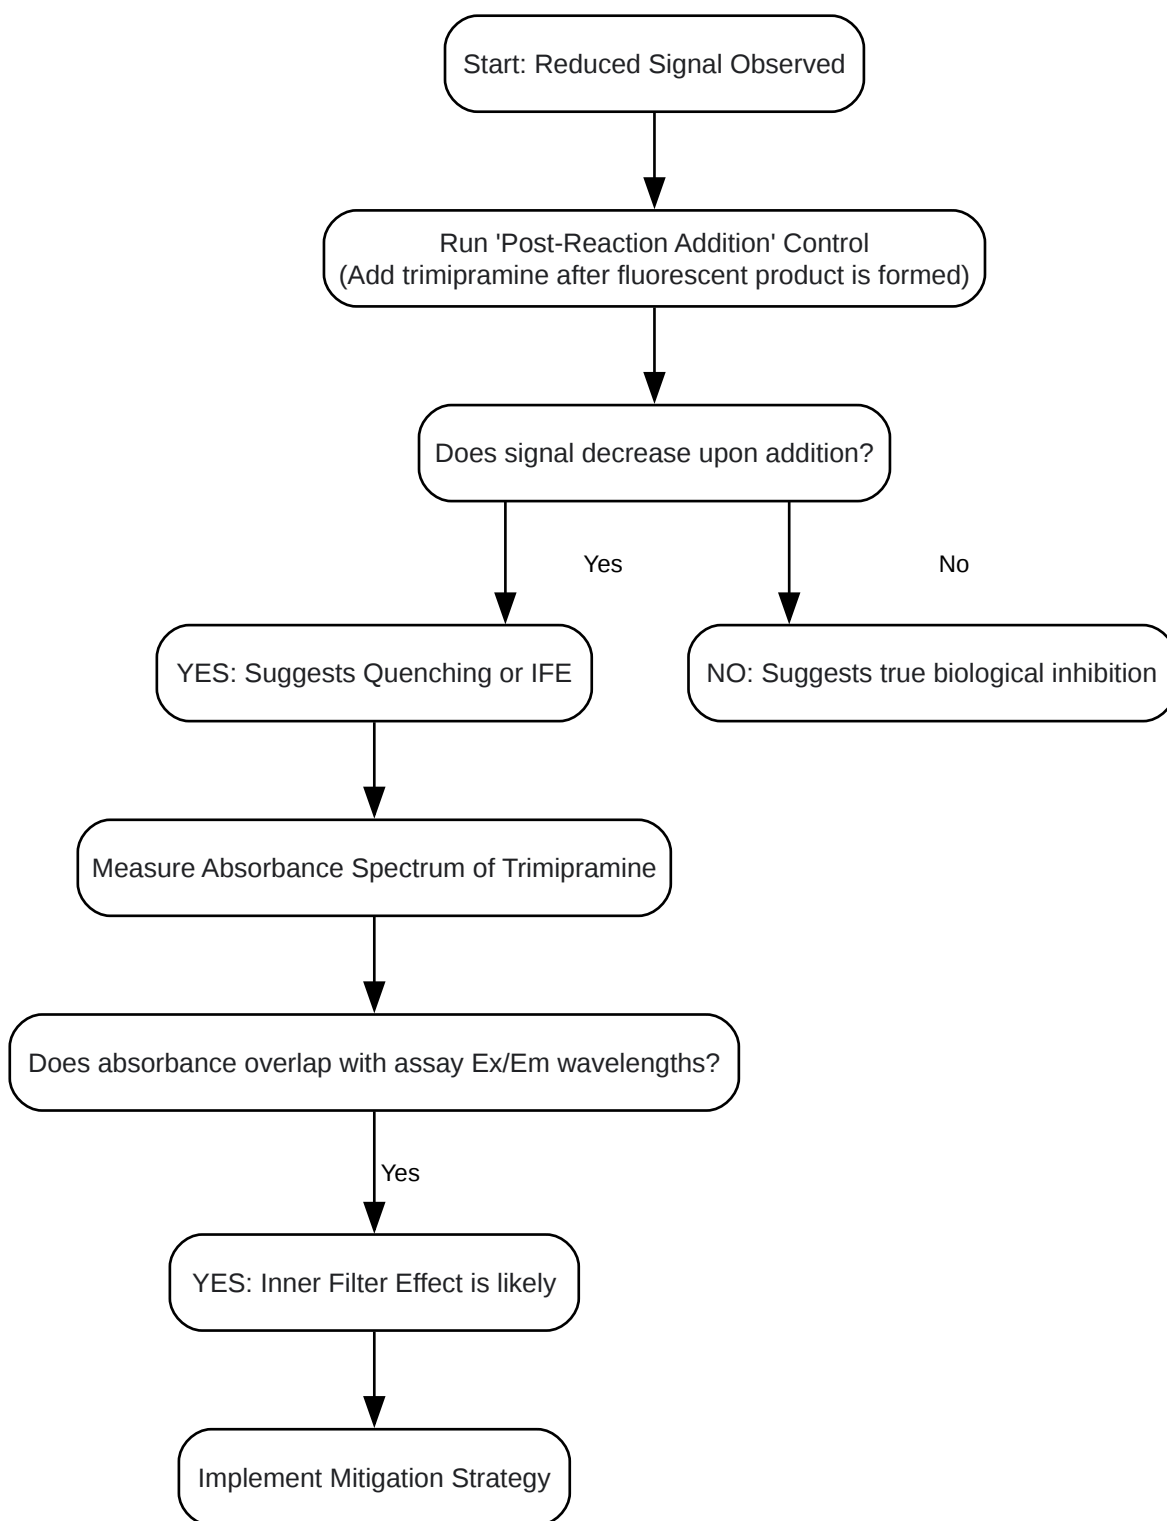 Start: Reduced Signal Observed
Run 'Post-Reaction Addition' Control
(Add trimipramine after fluorescent product is formed)
Does signal decrease upon addition?
Yes
No
YES: Suggests Quenching or IFE
NO: Suggests true biological inhibition
Measure Absorbance Spectrum of Trimipramine
Does absorbance overlap with assay Ex/Em wavelengths?
Yes
YES: Inner Filter Effect is likely
Implement Mitigation Strategy